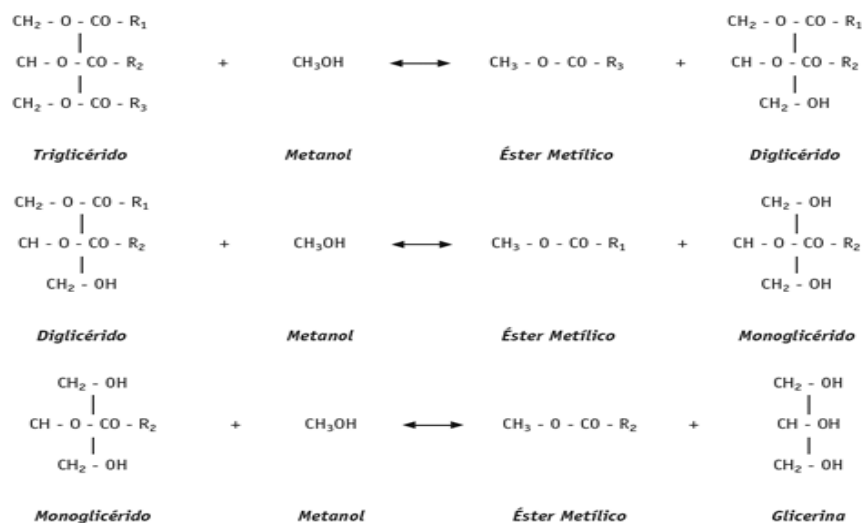 CH₂ - O - CO - R₁ CH₂ - O - CO - R₁
|  |
CH - O - CO - R₂ + CH₃OH ⟷ CH₃ - O - CO - R₃ + CH - O - CO - R₂
|  |
CH₂ - O - CO - R₃ CH₂ - OH
Triglicérido Metanol Éster Metílico Diglicérido
CH₂ - O - CO - R₁ CH₂ - OH
|  |
CH - O - CO - R₂ + CH₃OH ⟷ CH₃ - O - CO - R₁ + CH - O - CO - R₂
|  |
CH₂ - OH CH₂ - OH
Diglicérido Metanol Éster Metílico Monoglicérido
CH₂ - OH CH₂ - OH
|  |
CH - O - CO - R₂ + CH₃OH ⟷ CH₃ - O - CO - R₂ + CH - OH
|  |
CH₂ - OH CH₂ - OH
Monoglicérido Metanol Éster Metílico Glicerina